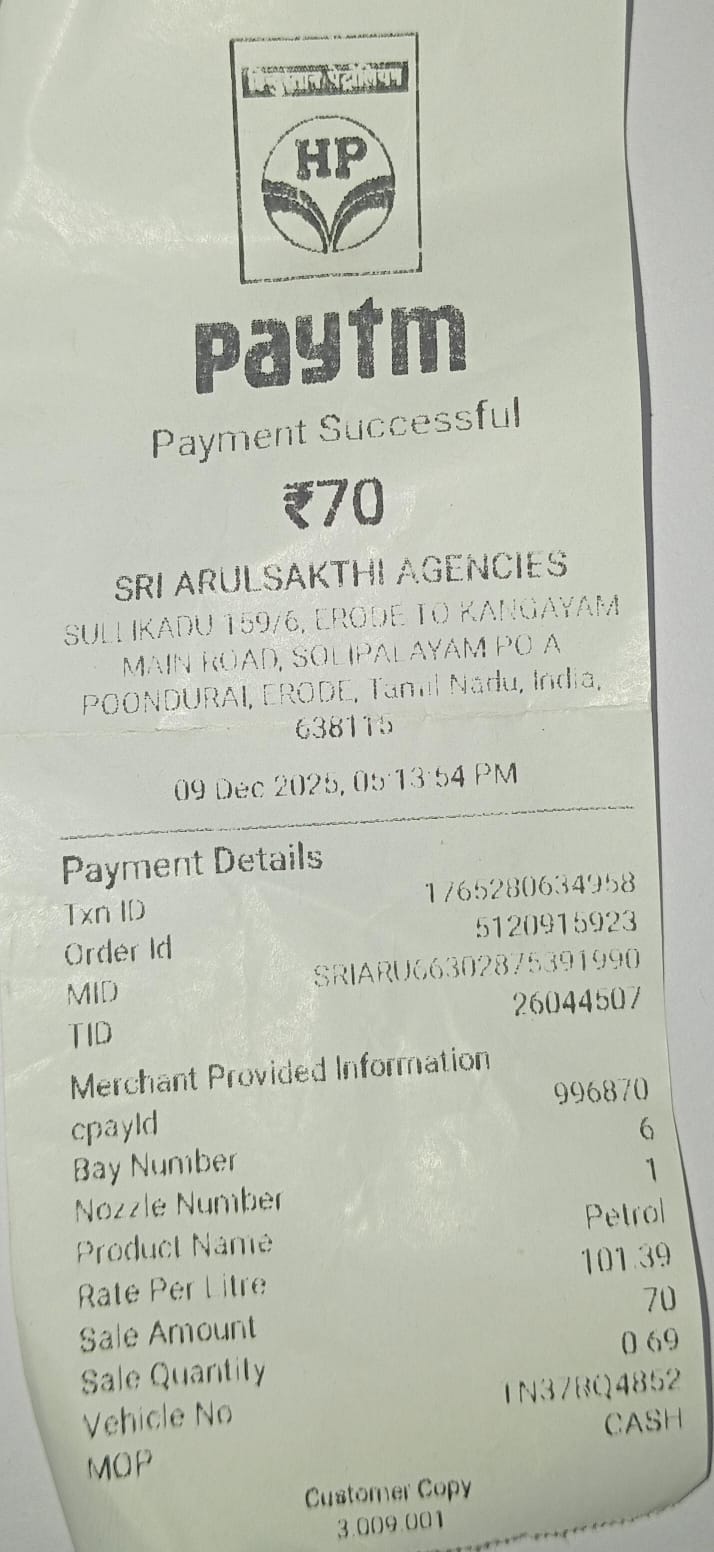 हिन्दुस्तान पेट्रोलियम
HP
paytm
Payment Successful
₹70
SRI ARULSAKTHI AGENCIES
SULLIKADU 159/6, ERODE TO KANGAYAM
MAIN ROAD, SOLIPALAYAM PO A
POONDURAI, ERODE, Tamil Nadu, India,
638115
09 Dec 2025, 05:13:54 PM
Payment Details
Txn ID 1765280634958
Order Id 5120915923
MID SRIARU66302875391990
TID 26044507
Merchant Provided Information
cpayId 996870
Bay Number 6
Nozzle Number 1
Product Name Petrol
Rate Per Litre 101.39
Sale Amount 70
Sale Quantity 0.69
Vehicle No TN37BQ4852
MOP CASH
Customer Copy
3.009.001